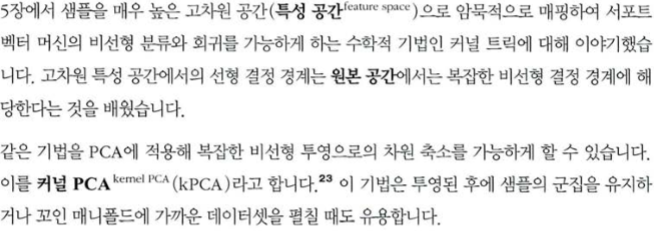 5장에서 샘플을 매우 높은 고차원 공간(특성 공간feature space)으로 암묵적으로 매핑하여 서포트
벡터 머신의 비선형 분류와 회귀를 가능하게 하는 수학적 기법인 커널 트릭에 대해 이야기했습
니다. 고차원 특성 공간에서의 선형 결정 경계는 원본 공간에서는 복잡한 비선형 결정 경계에 해
당한다는 것을 배웠습니다.
같은 기법을 PCA에 적용해 복잡한 비선형 투영으로의 차원 축소를 가능하게 할 수 있습니다.
이를 커널 PCAkernel PCA(kPCA)라고 합니다.23 이 기법은 투영된 후에 샘플의 군집을 유지하
거나 꼬인 매니폴드에 가까운 데이터셋을 펼칠 때도 유용합니다.